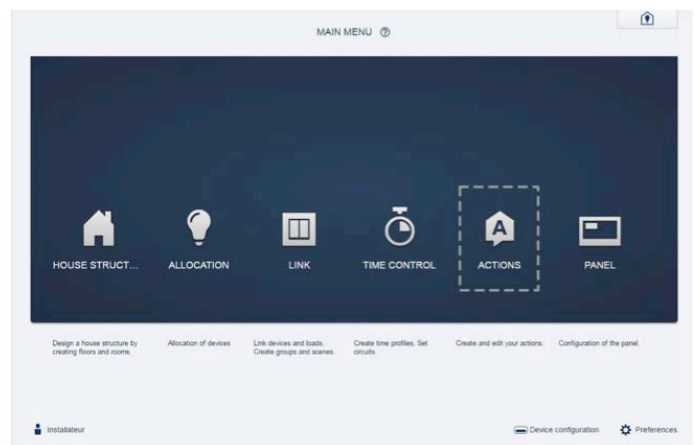 MAIN MENU ?
HOUSE STRUCT...
ALLOCATION
LINK
TIME CONTROL
A
ACTIONS
PANEL
Design a house structure by
creating floors and rooms.
Allocation of devices
Link devices and loads.
Create groups and scenes.
Create time profiles, Set
circuits
Create and edit your actions.
Configuration of the panel.
Installateur
Device configuration
Preferences